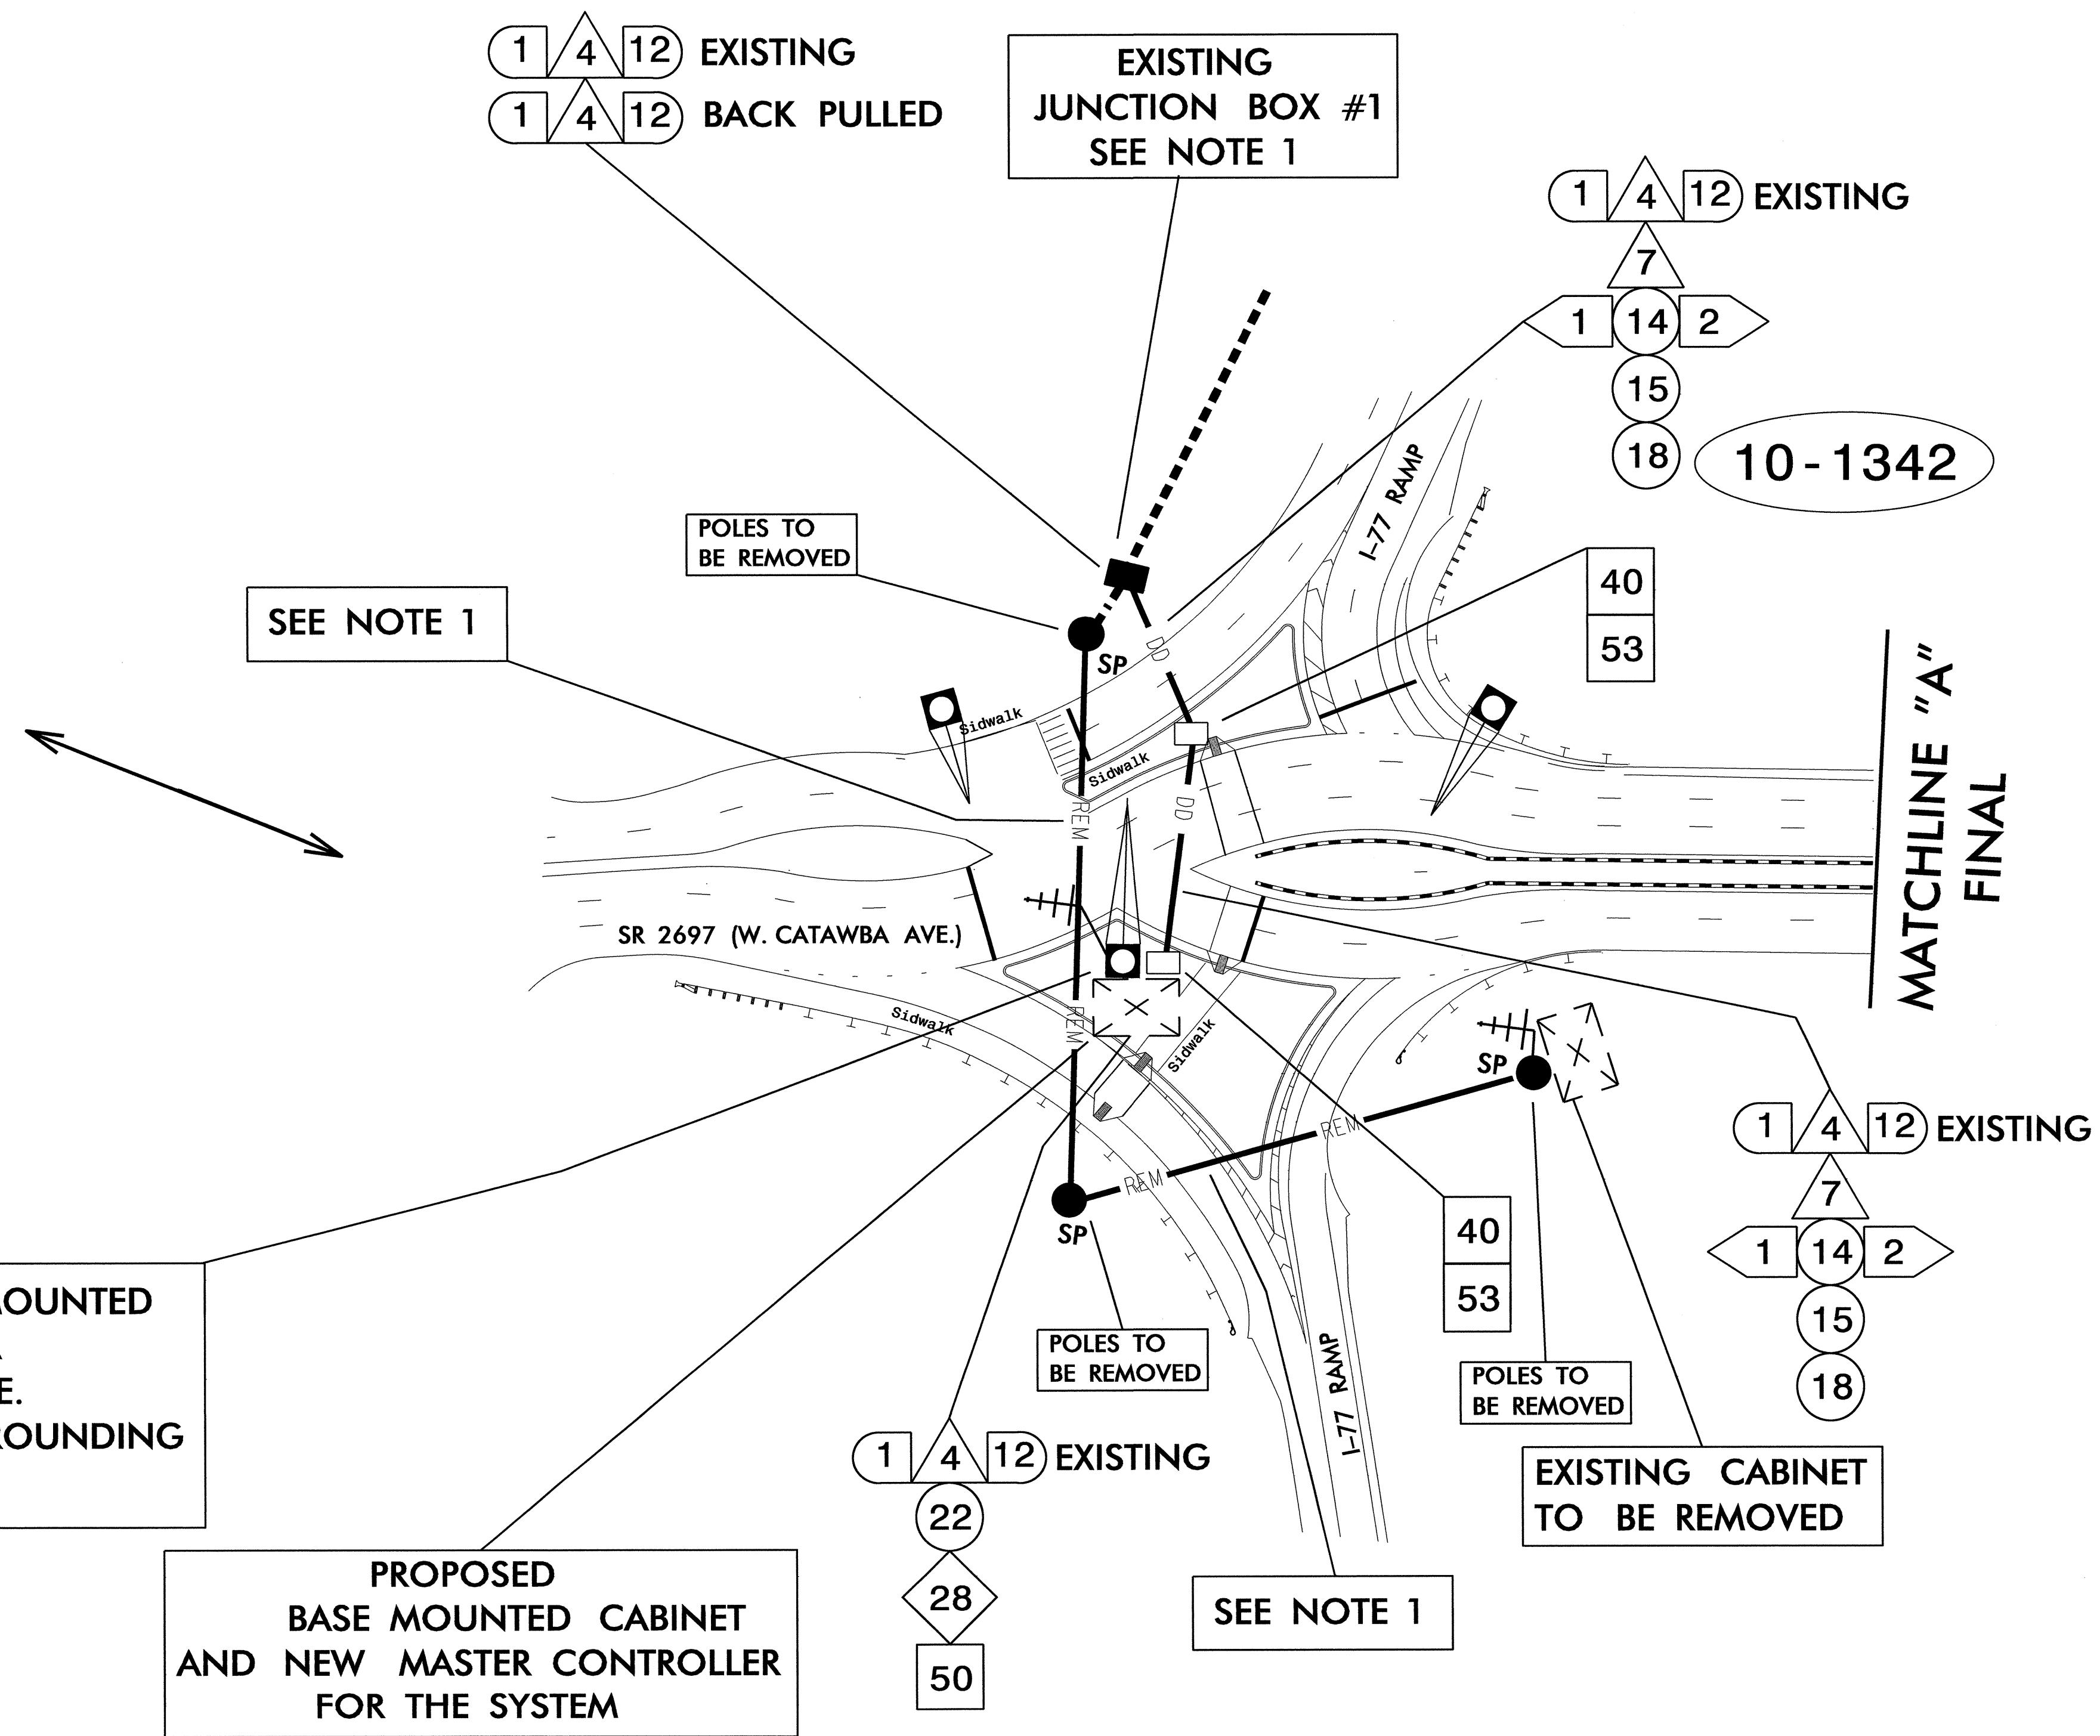 1 4 12 EXISTING
1 4 12 BACK PULLED
EXISTING
JUNCTION BOX #1
SEE NOTE 1
1 4 12 EXISTING
7
1 14 2
15
18
10-1342
POLES TO
BE REMOVED
I-77 RAMP
40
53
SEE NOTE 1
SP
DD
Sidwalk
Sidwalk
REM
DD
MATCHLINE "A"
FINAL
SR 2697 (W. CATAWBA AVE.)
Sidwalk
REM
Sidwalk
SP
REM
REM
SP
1 4 12 EXISTING
7
1 14 2
15
18
40
53
OUNTED
E.
OUNDING
POLES TO
BE REMOVED
I-77 RAMP
POLES TO
BE REMOVED
1 4 12 EXISTING
22
28
50
EXISTING CABINET
TO BE REMOVED
PROPOSED
BASE MOUNTED CABINET
AND NEW MASTER CONTROLLER
FOR THE SYSTEM
SEE NOTE 1